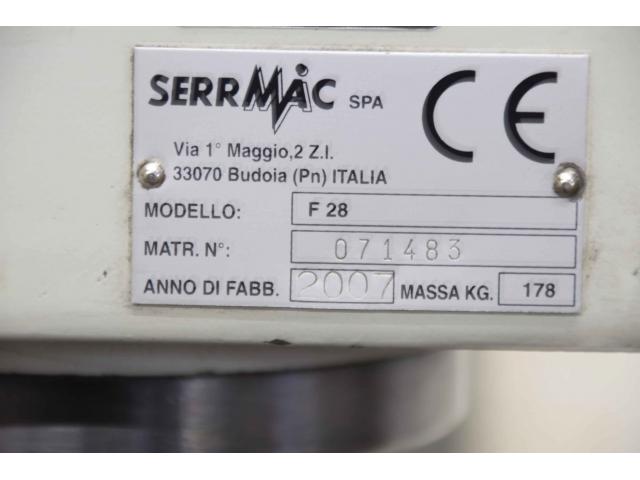 SERRMAC SPA
CE
Via 1° Maggio,2 Z.I.
33070 Budoia (Pn) ITALIA
MODELLO: F 28
MATR. N°: 071483
ANNO DI FABB. 2007 MASSA KG. 178